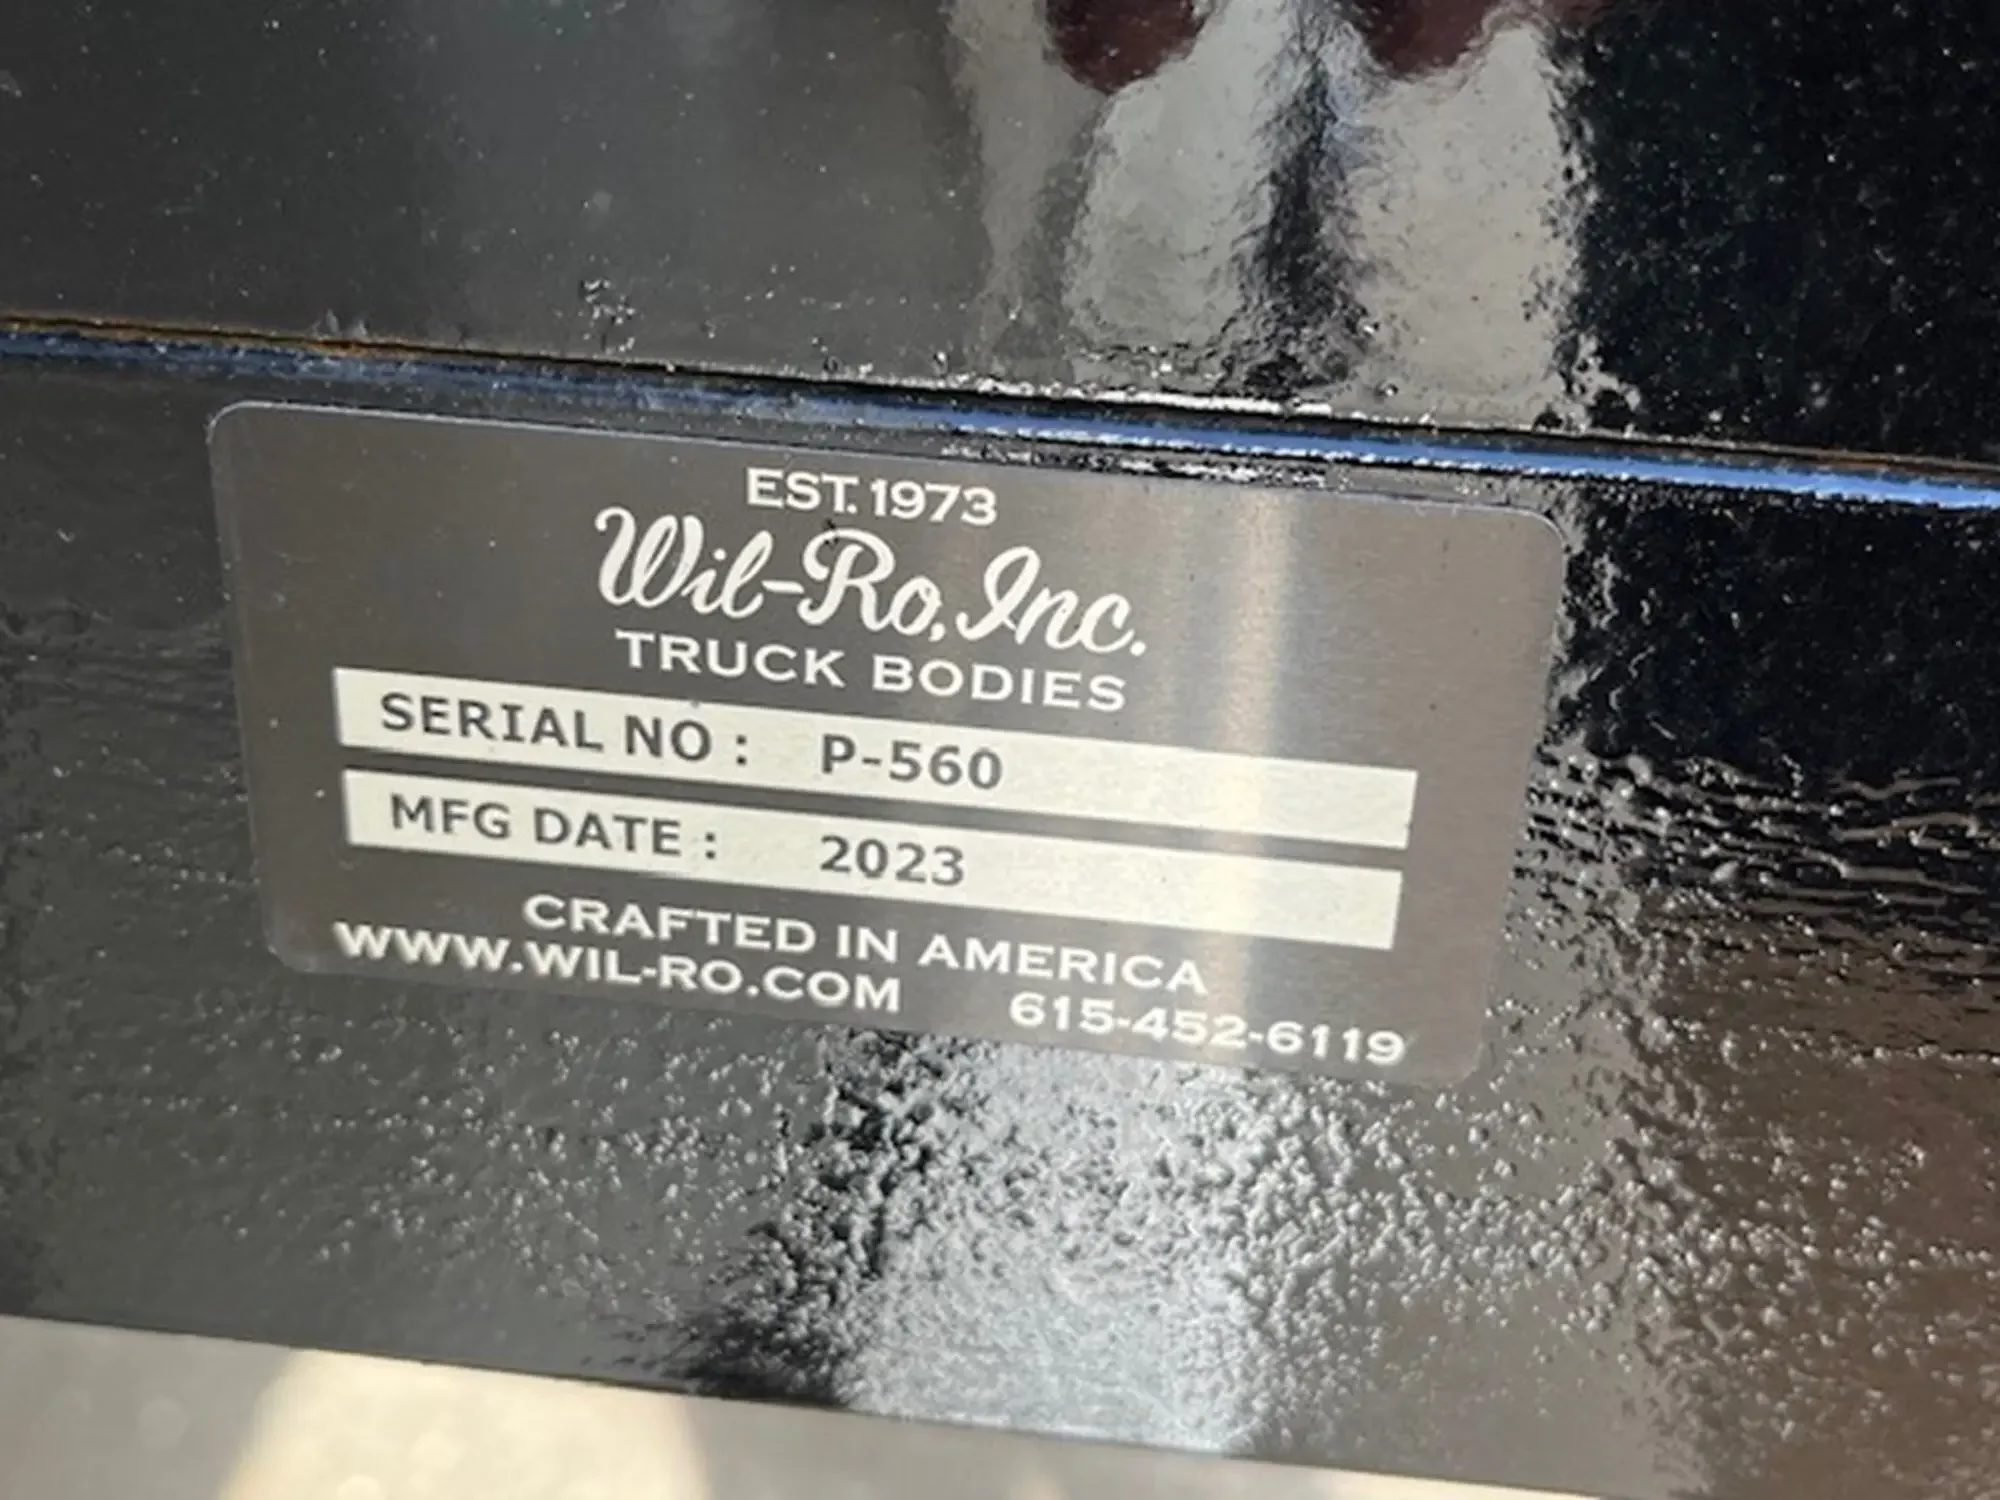 EST. 1973
Wil-Ro, Inc.
TRUCK BODIES
SERIAL NO : P-560
MFG DATE : 2023
CRAFTED IN AMERICA
WWW.WIL-RO.COM 615-452-6119